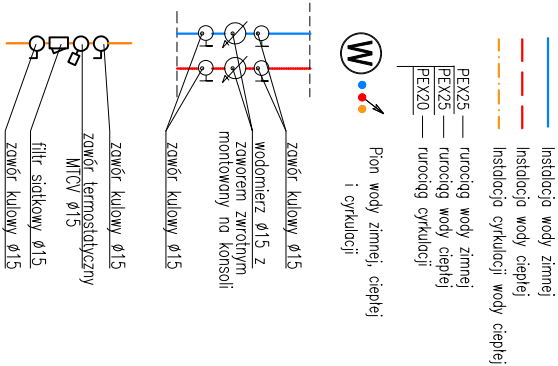 Instalacja wody zimnej
Instalacja wody ciepłej
Instalacja cyrkulacji wody ciepłej
PEX25 — rurociąg wody zimnej
PEX25 — rurociąg wody ciepłej
PEX20 — rurociąg cyrkulacji
W
Pion wody zimnej, ciepłej
i cyrkulacji
zawór kulowy Ø15
wodomierz Ø15 z
zaworem zwrotnym
montowany na konsoli
zawór kulowy Ø15
zawór kulowy Ø15
zawór termostatyczny
MTCV Ø15
filtr siatkowy Ø15
zawór kulowy Ø15